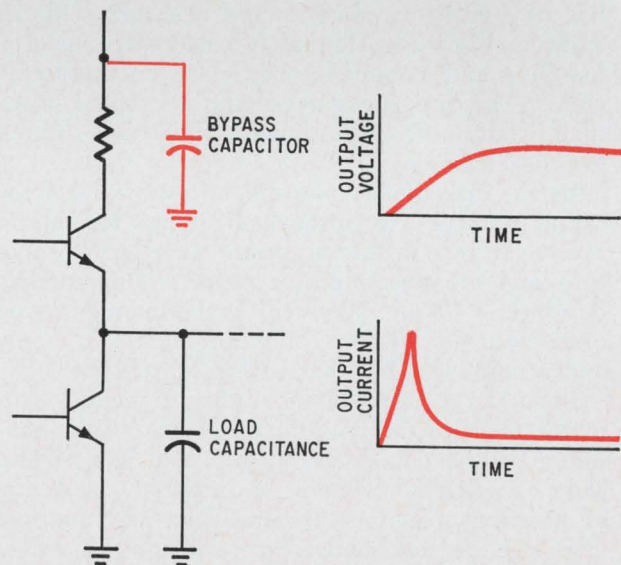 BYPASS
CAPACITOR
OUTPUT
VOLTAGE
TIME
LOAD
CAPACITANCE
OUTPUT
CURRENT
TIME